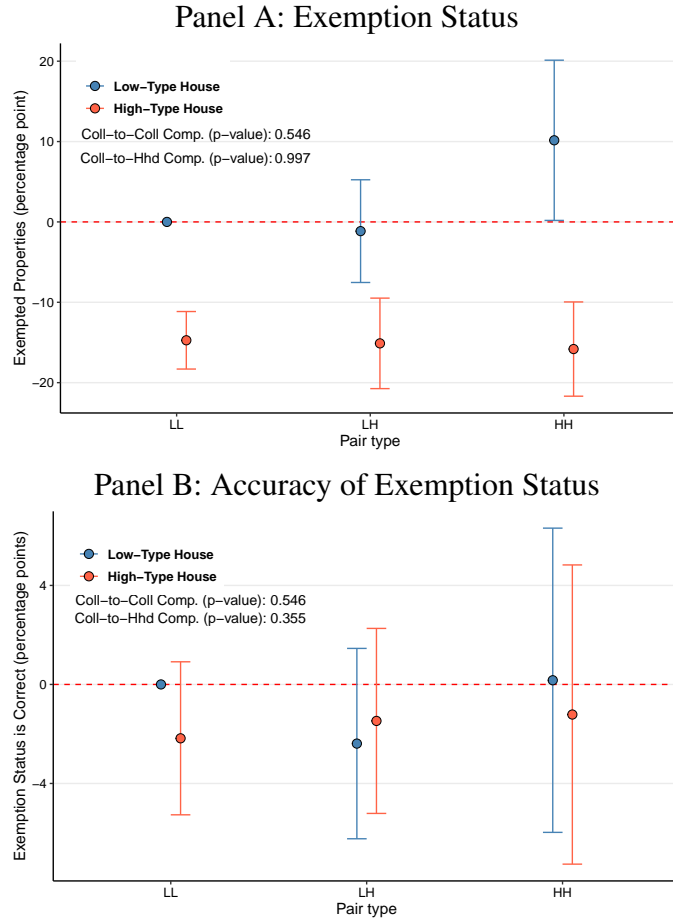 Panel A: Exemption Status
20
10
0
−10
−20
Exempted Properties (percentage point)
Low−Type House
High−Type House
Coll−to−Coll Comp. (p−value): 0.546
Coll−to−Hhd Comp. (p−value): 0.997
LL
LH
HH
Pair type
Panel B: Accuracy of Exemption Status
4
0
−4
Exemption Status is Correct (percentage points)
Low−Type House
High−Type House
Coll−to−Coll Comp. (p−value): 0.546
Coll−to−Hhd Comp. (p−value): 0.355
LL
LH
HH
Pair type